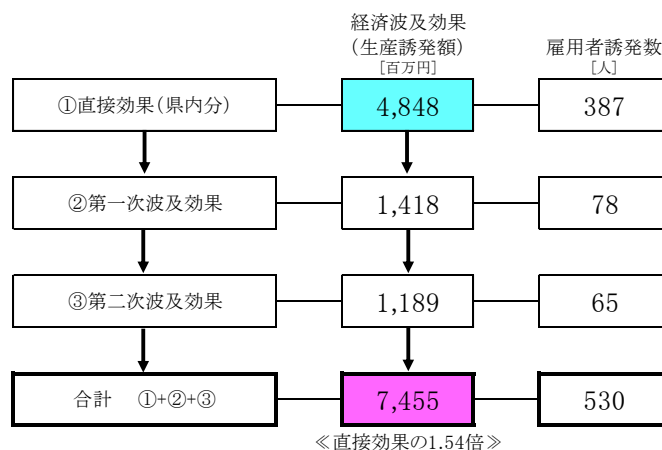 経済波及効果
(生産誘発額)
[百万円]
雇用者誘発数
[人]
①直接効果(県内分)
4,848
387
②第一次波及効果
1,418
78
③第二次波及効果
1,189
65
合計 ①+②+③
7,455
530
≪直接効果の1.54倍≫